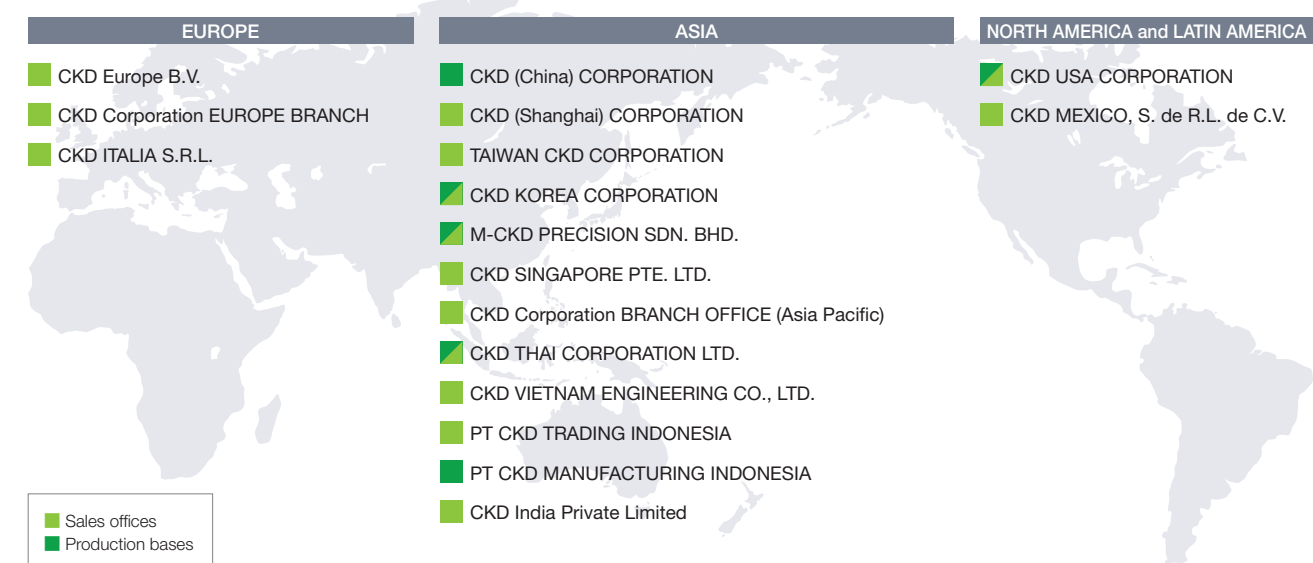 EUROPE
CKD Europe B.V.
CKD Corporation EUROPE BRANCH
CKD ITALIA S.R.L.
ASIA
CKD (China) CORPORATION
CKD (Shanghai) CORPORATION
TAIWAN CKD CORPORATION
CKD KOREA CORPORATION
M-CKD PRECISION SDN. BHD.
CKD SINGAPORE PTE. LTD.
CKD Corporation BRANCH OFFICE (Asia Pacific)
CKD THAI CORPORATION LTD.
CKD VIETNAM ENGINEERING CO., LTD.
PT CKD TRADING INDONESIA
PT CKD MANUFACTURING INDONESIA
CKD India Private Limited
NORTH AMERICA and LATIN AMERICA
CKD USA CORPORATION
CKD MEXICO, S. de R.L. de C.V.
Sales offices
Production bases